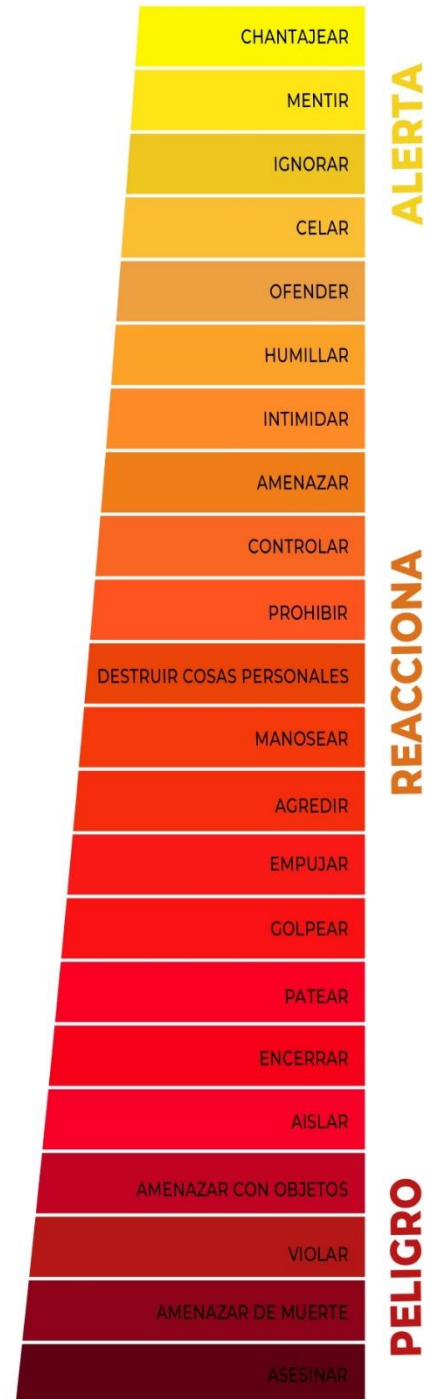 CHANTAJEAR
MENTIR
IGNORAR
CELAR
OFENDER
HUMILLAR
INTIMIDAR
AMENAZAR
CONTROLAR
PROHIBIR
DESTRUIR COSAS PERSONALES
MANOSEAR
AGREDIR
EMPUJAR
GOLPEAR
PATEAR
ENCERRAR
AISLAR
AMENAZAR CON OBJETOS
VIOLAR
AMENAZAR DE MUERTE
ASESINAR
ALERTA
REACCIONA
PELIGRO